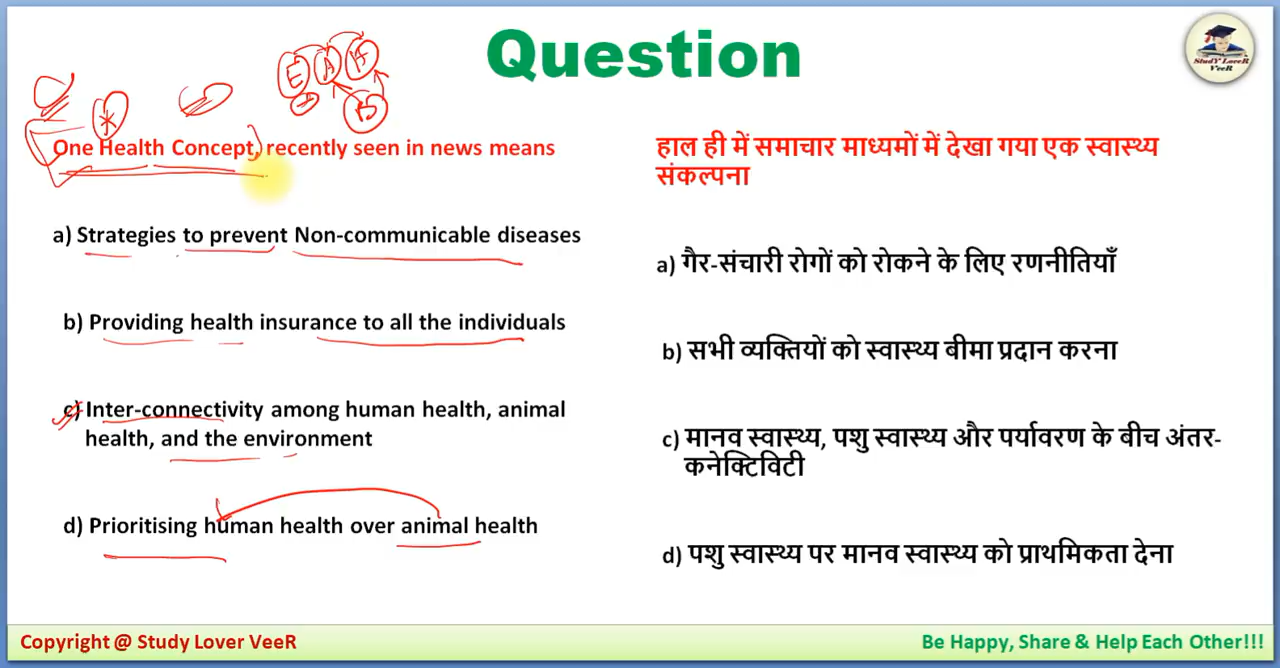 Question
StudY LoveR
VeeR
E A H
B
One Health Concept, recently seen in news means
a) Strategies to prevent Non-communicable diseases
b) Providing health insurance to all the individuals
c) Inter-connectivity among human health, animal
health, and the environment
d) Prioritising human health over animal health
हाल ही में समाचार माध्यमों में देखा गया एक स्वास्थ्य
संकल्पना
a) गैर-संचारी रोगों को रोकने के लिए रणनीतियाँ
b) सभी व्यक्तियों को स्वास्थ्य बीमा प्रदान करना
c) मानव स्वास्थ्य, पशु स्वास्थ्य और पर्यावरण के बीच अंतर-
कनेक्टिविटी
d) पशु स्वास्थ्य पर मानव स्वास्थ्य को प्राथमिकता देना
Copyright @ Study Lover VeeR
Be Happy, Share & Help Each Other!!!